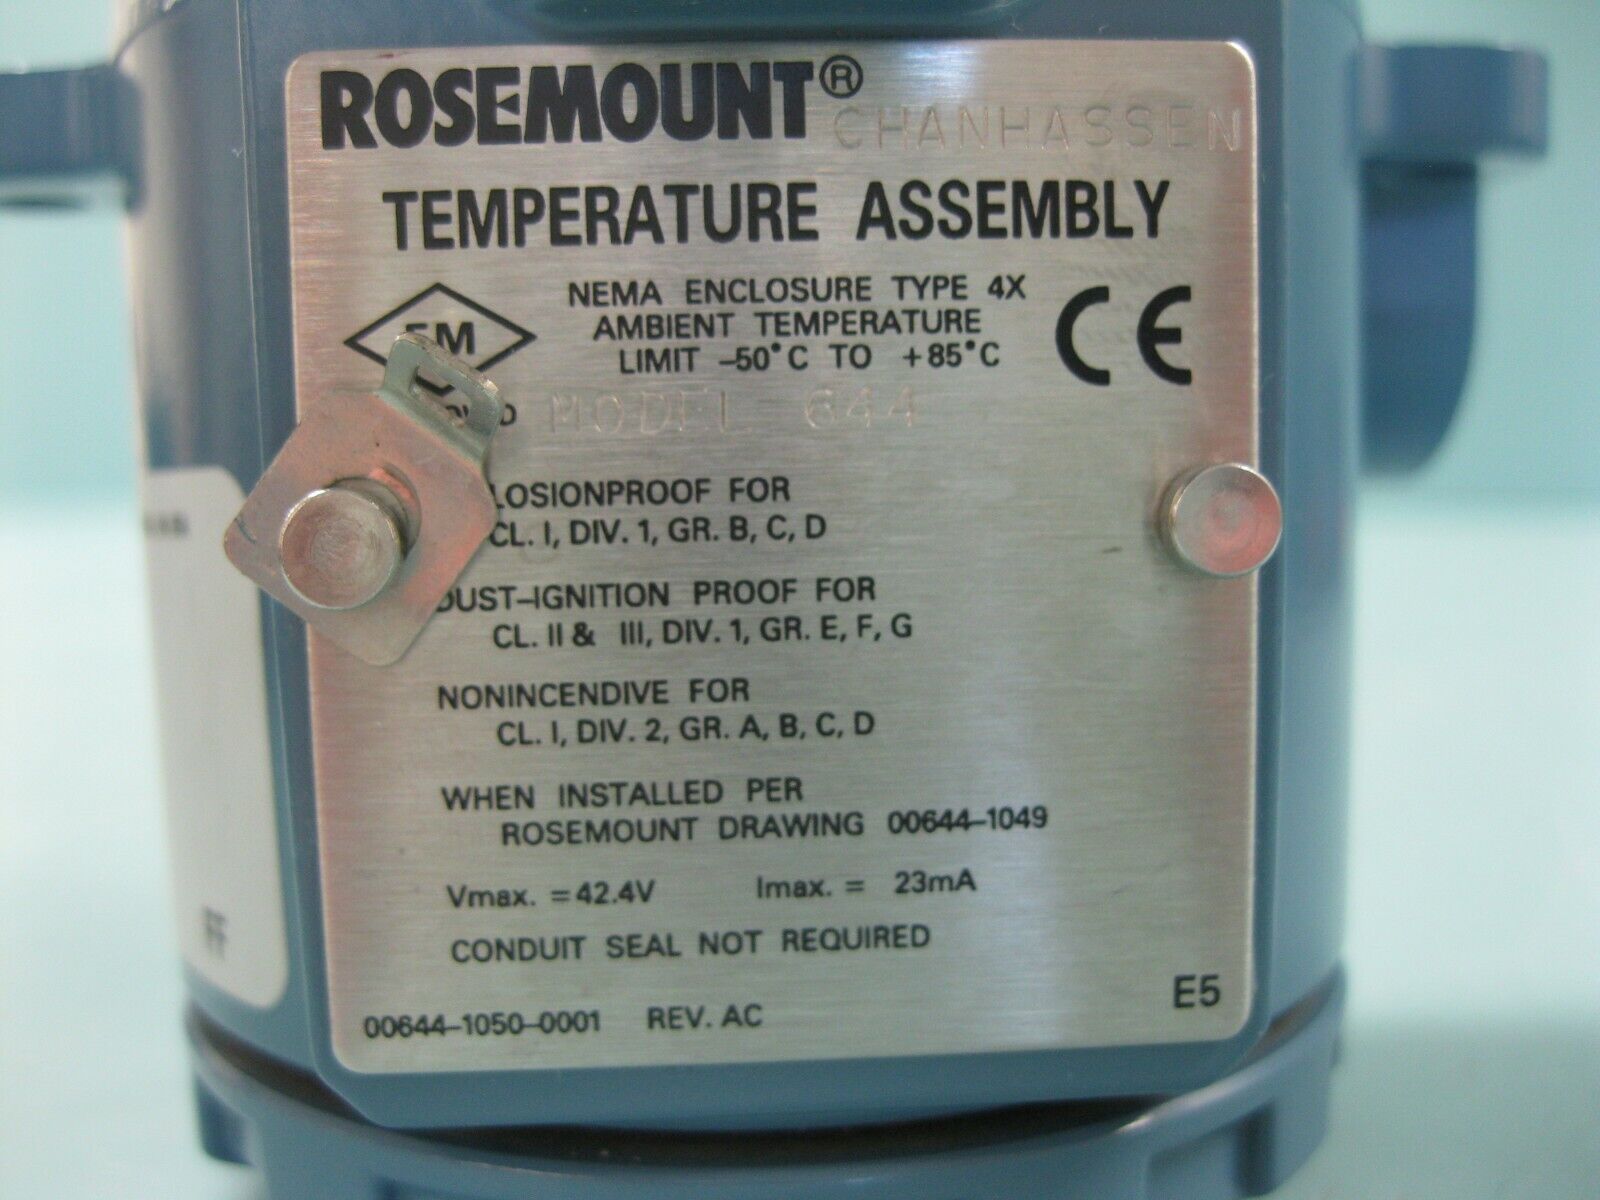 ROSEMOUNT®
CHANHASSEN
TEMPERATURE ASSEMBLY
NEMA ENCLOSURE TYPE 4X
AMBIENT TEMPERATURE
LIMIT -50°C TO +85°C
CE
MODEL 644
LOSIONPROOF FOR
CL. I, DIV. 1, GR. B, C, D
DUST-IGNITION PROOF FOR
CL. II & III, DIV. 1, GR. E, F, G
NONINCENDIVE FOR
CL. I, DIV. 2, GR. A, B, C, D
WHEN INSTALLED PER
ROSEMOUNT DRAWING 00644-1049
Vmax. = 42.4V Imax. = 23mA
CONDUIT SEAL NOT REQUIRED
E5
00644-1050-0001 REV. AC